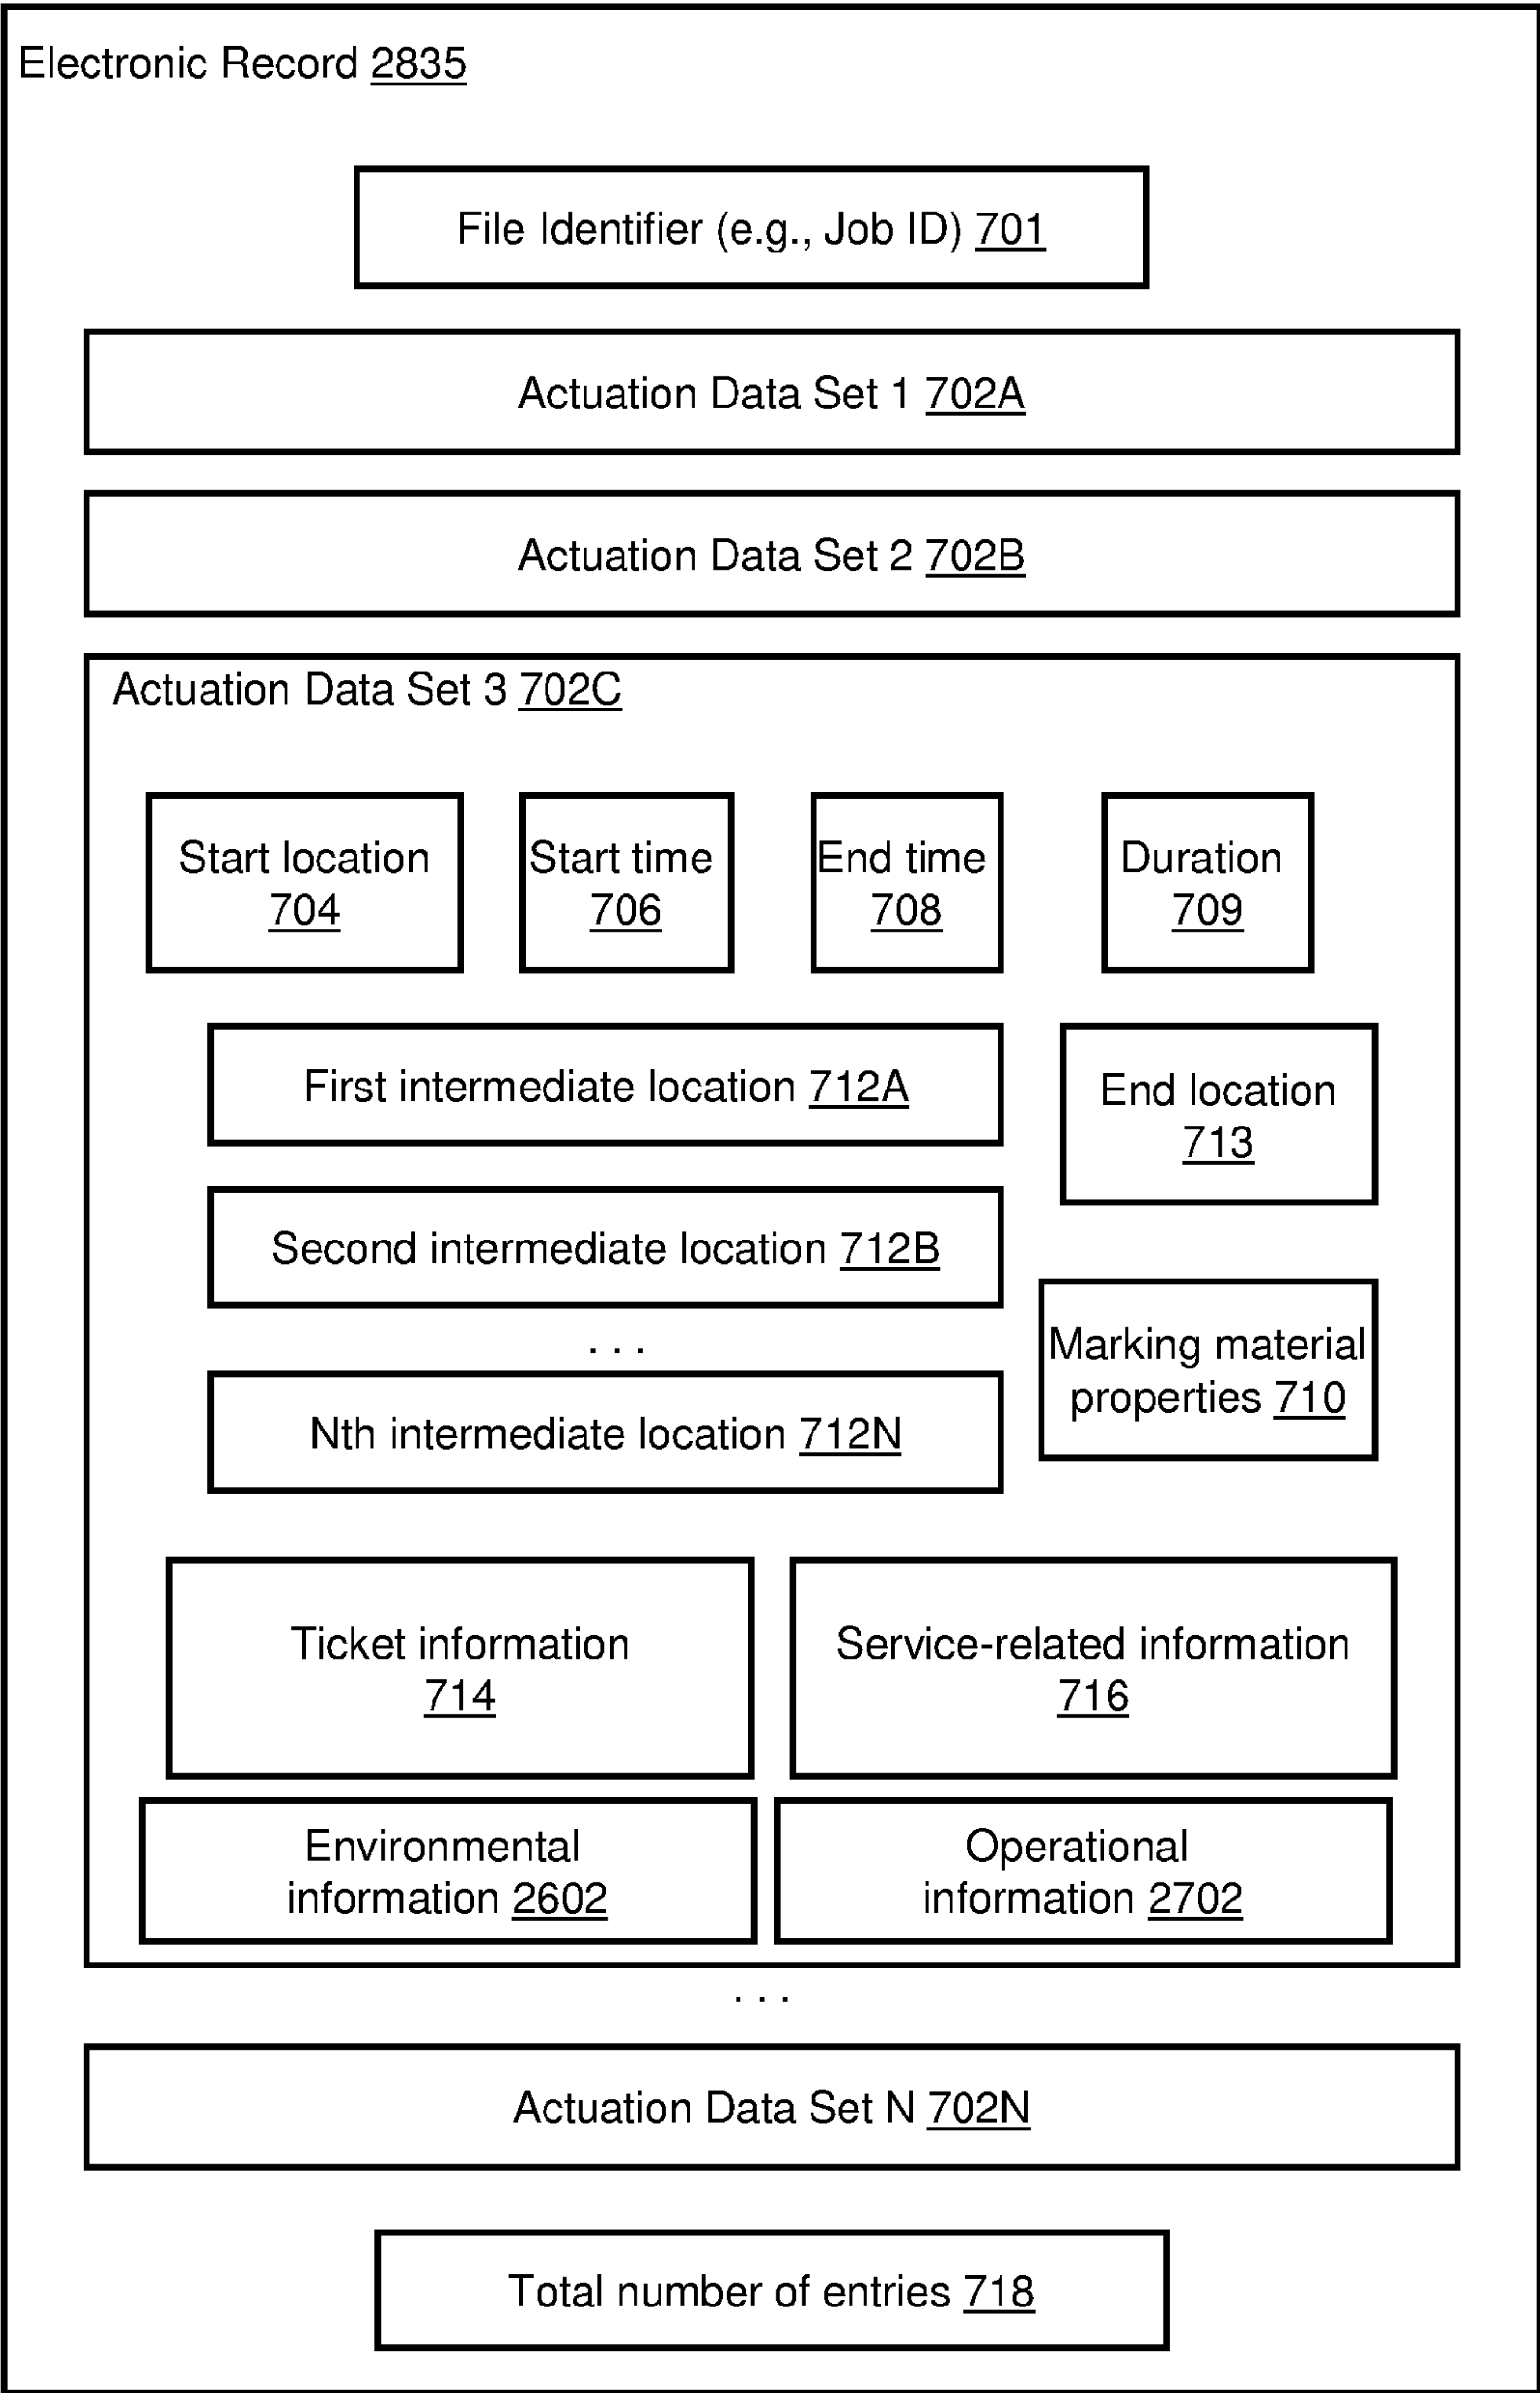 Electronic Record 2835
File Identifier (e.g., Job ID) 701
Actuation Data Set 1 702A
Actuation Data Set 2 702B
Actuation Data Set 3 702C
Start location
704
Start time
706
End time
708
Duration
709
First intermediate location 712A
End location
713
Second intermediate location 712B
. . .
Marking material
properties 710
Nth intermediate location 712N
Ticket information
714
Service-related information
716
Environmental
information 2602
Operational
information 2702
. . .
Actuation Data Set N 702N
Total number of entries 718